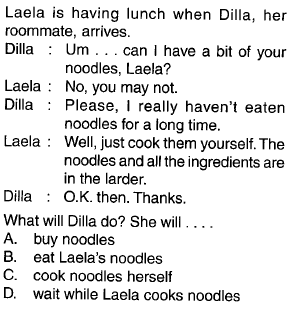 Laela is having lunch when Dilla, her
roommate, arrives.
Dilla : Um . . . can I have a bit of your
noodles, Laela?
Laela : No, you may not.
Dilla : Please, I really haven't eaten
noodles for a long time.
Laela : Well, just cook them yourself. The
noodles and all the ingredients are
in the larder.
Dilla : O.K. then. Thanks.
What will Dilla do? She will . . . .
A. buy noodles
B. eat Laela's noodles
C. cook noodles herself
D. wait while Laela cooks noodles